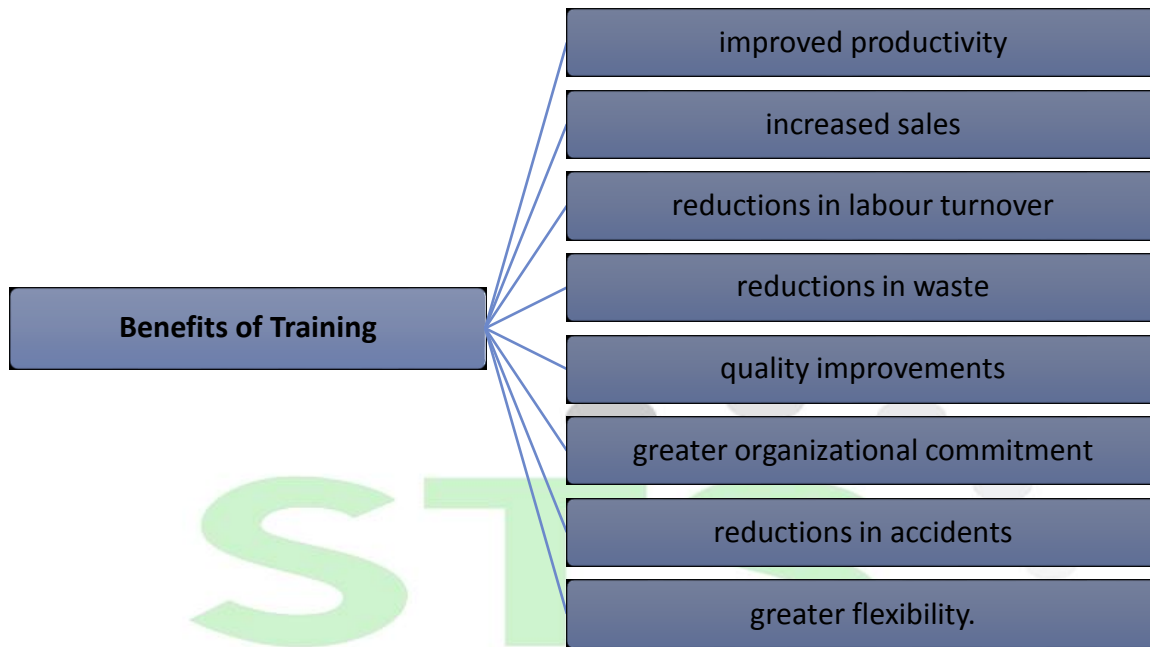 improved productivity
increased sales
reductions in labour turnover
reductions in waste
Benefits of Training
quality improvements
greater organizational commitment
reductions in accidents
greater flexibility.